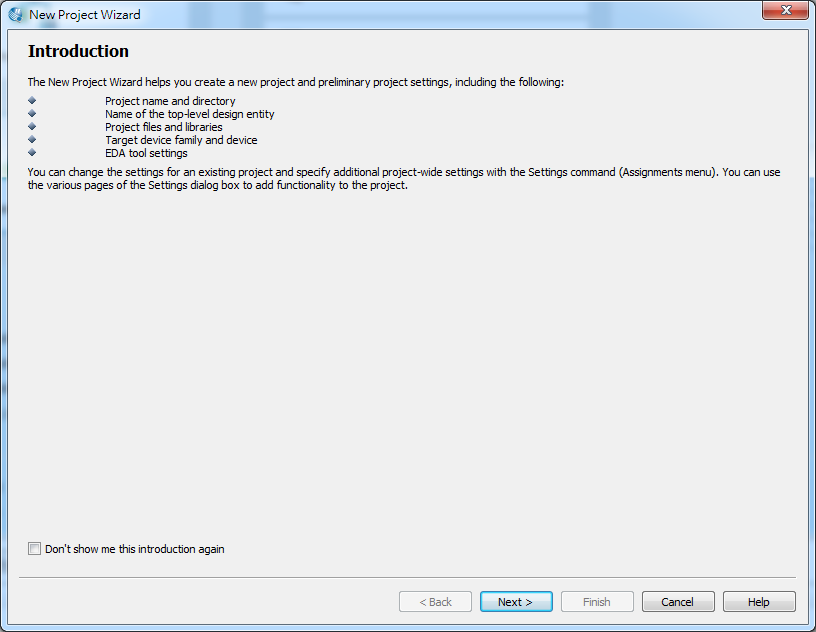 New Project Wizard
Introduction
The New Project Wizard helps you create a new project and preliminary project settings, including the following:
Project name and directory
Name of the top-level design entity
Project files and libraries
Target device family and device
EDA tool settings
You can change the settings for an existing project and specify additional project-wide settings with the Settings command (Assignments menu). You can use
the various pages of the Settings dialog box to add functionality to the project.
Don't show me this introduction again
< Back Next > Finish Cancel Help